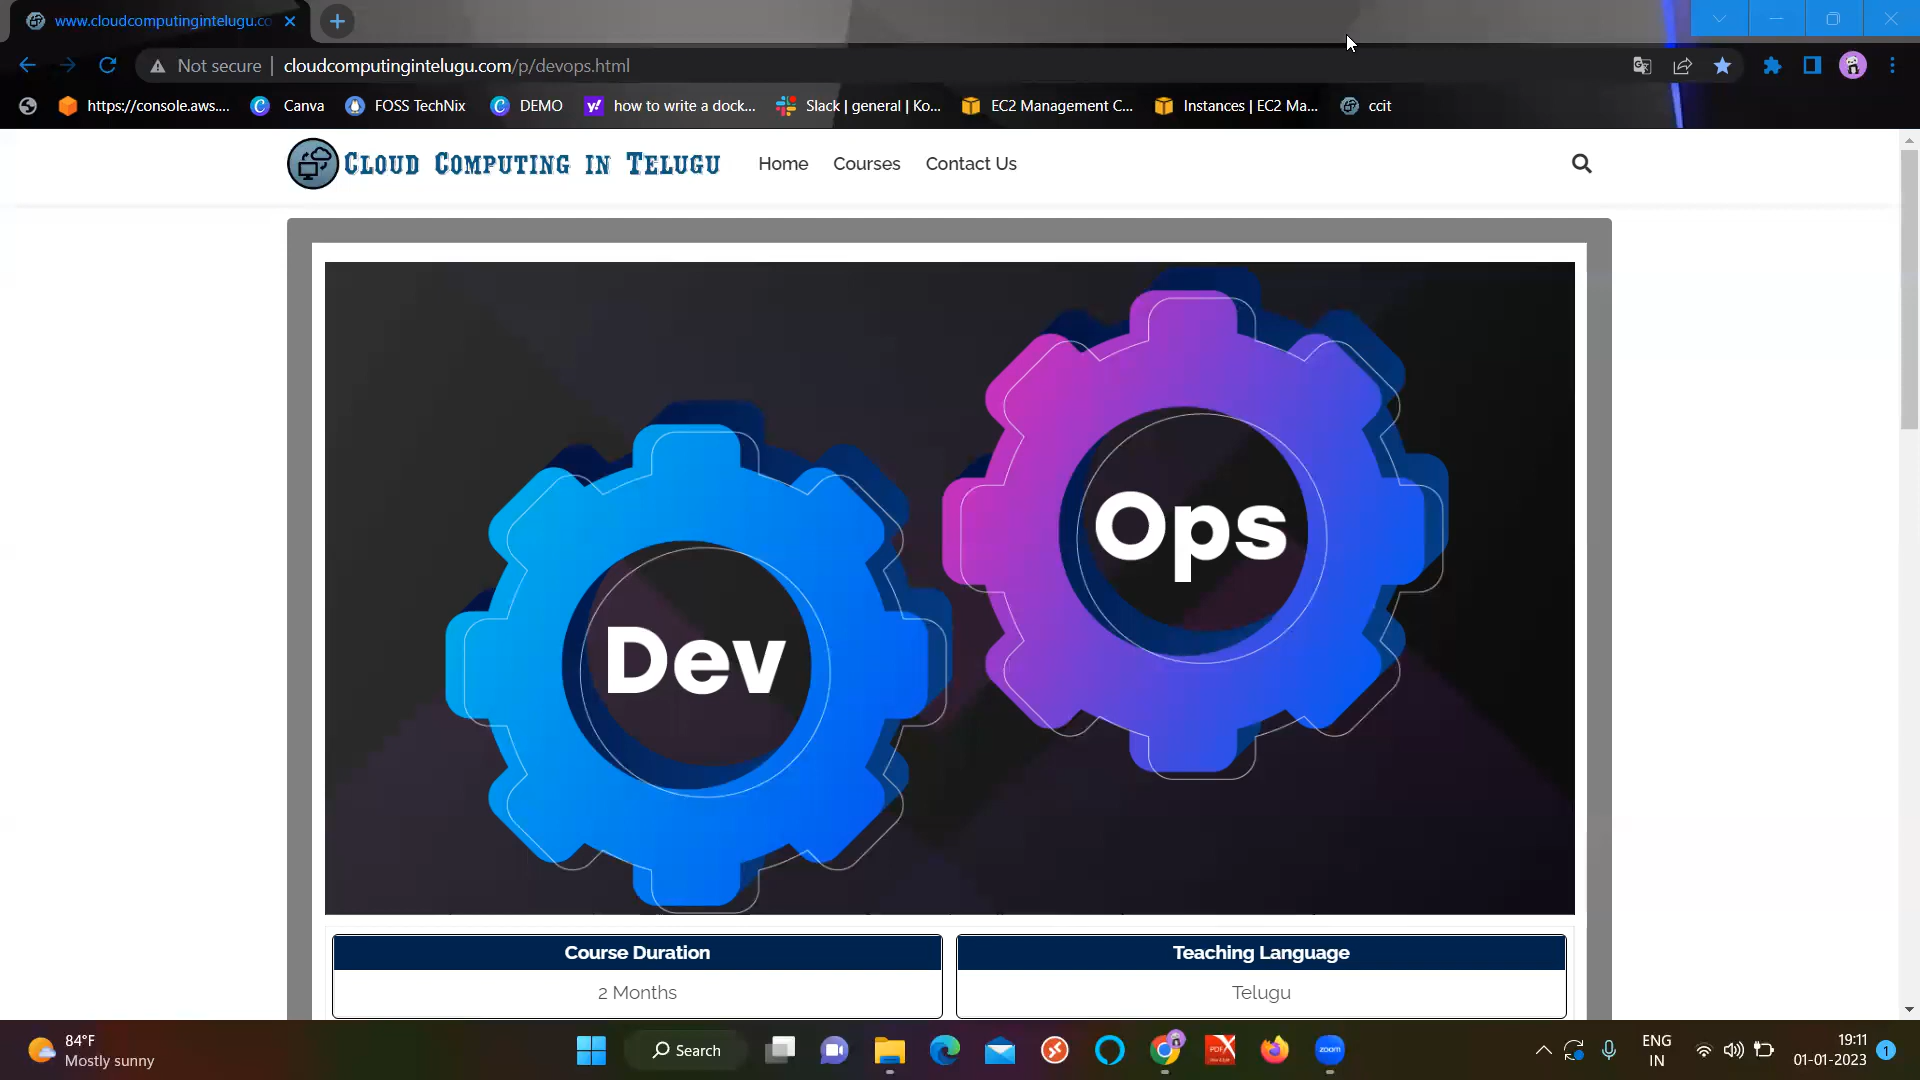 www.cloudcomputingintelugu.co
Not secure | cloudcomputingintelugu.com/p/devops.html
https://console.aws.... Canva FOSS TechNix DEMO how to write a dock... Slack | general | Ko... EC2 Management C... Instances | EC2 Ma... ccit
Cloud Computing in Telugu Home Courses Contact Us
Ops
Dev
Course Duration Teaching Language
2 Months Telugu
84°F
Mostly sunny
Search
zoom
ENG
IN
19:11
01-01-2023
1